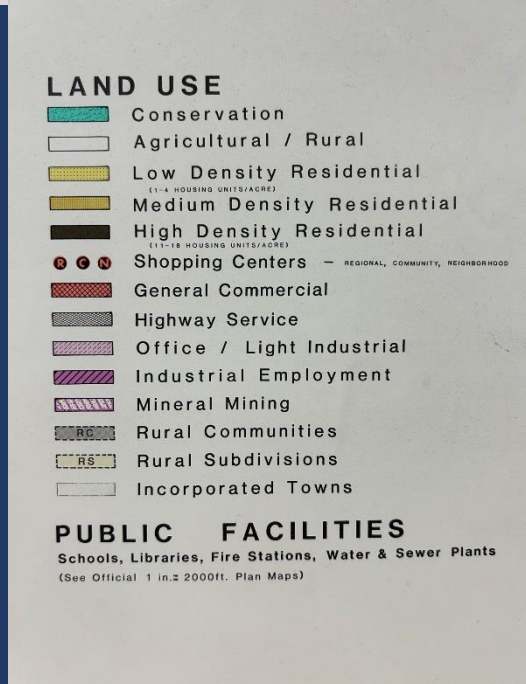 LAND USE
Conservation
Agricultural / Rural
Low Density Residential
(1-4 HOUSING UNITS/ACRE)
Medium Density Residential
High Density Residential
(11-18 HOUSING UNITS/ACRE)
R C N Shopping Centers – REGIONAL, COMMUNITY, NEIGHBORHOOD
General Commercial
Highway Service
Office / Light Industrial
Industrial Employment
Mineral Mining
RC Rural Communities
RS Rural Subdivisions
Incorporated Towns
PUBLIC FACILITIES
Schools, Libraries, Fire Stations, Water & Sewer Plants
(See Official 1 in.= 2000ft. Plan Maps)